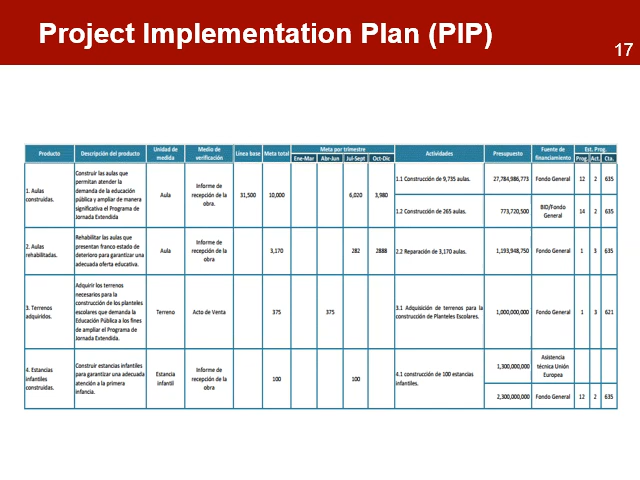 Project Implementation Plan (PIP)
17
Producto Descripción del producto Unidad de medida Medio de verificación Línea base Meta total Meta por trimestre Actividades Presupuesto Fuente de financiamiento Est. Prog.
Ene-Mar Abr-Jun Jul-Sep Oct-Dic Prog. Act. Cta.
1. Aulas construidas.
Construir las aulas que
permitan atender la
demanda de la educación
pública y ampliar de manera
significativa el Programa de
Jornada Extendida
Aula
Informe de
recepción de la
obra.
31,500 10,000 6,020 3,980
1.1 Construcción de 9,735 aulas. 27,784,986,773 Fondo General 12 2 635
1.2 Construcción de 265 aulas. 773,720,500 BID/Fondo General 14 2 635
2. Aulas
rehabilitadas.
Rehabilitar las aulas que
presentan franco estado de
deterioro para garantizar una
adecuada oferta educativa.
Aula
Informe de
recepción de la
obra
3,170 282 2888
2.2 Reparación de 3,170 aulas. 1,193,948,750 Fondo General 1 3 635
3. Terrenos
adquiridos.
Adquirir los terrenos
necesarios para la
construcción de los planteles
escolares que demanda la
Educación Pública a los fines
de ampliar el Programa de
Jornada Extendida.
Terreno Acto de Venta 375 375
3.1 Adquisición de terrenos para la
construcción de Planteles Escolares.
1,000,000,000 Fondo General 1 3 621
4. Estancias
infantiles
construidas.
Construir estancias infantiles
para garantizar una adecuada
atención a la primera
infancia.
Estancia
infantil
Informe de
recepción de la
obra
100 100
4.1 construcción de 100 estancias
infantiles.
1,300,000,000
Asistencia
técnica Unión
Europea
2,300,000,000 Fondo General 12 2 635